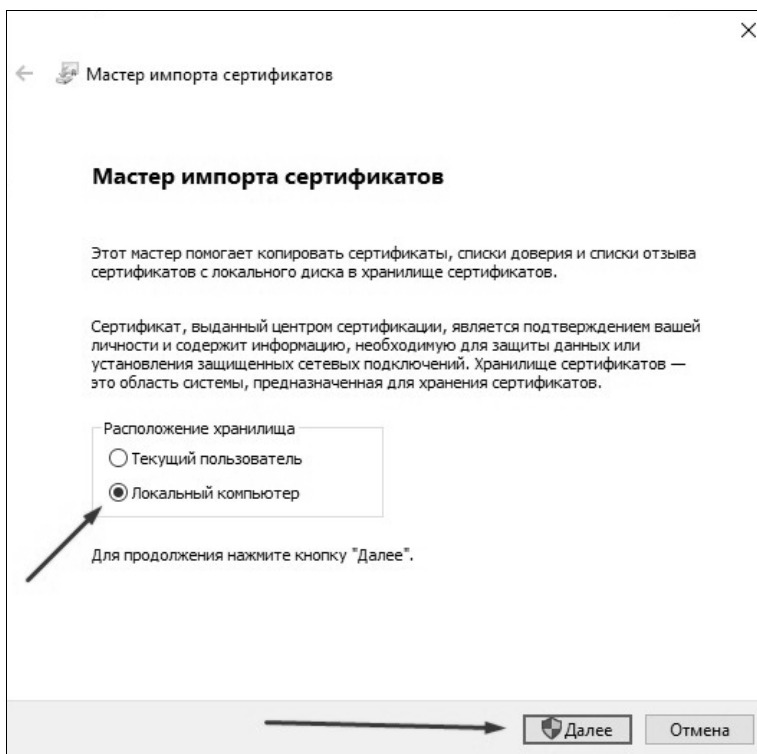 Мастер импорта сертификатов
Мастер импорта сертификатов
Этот мастер помогает копировать сертификаты, списки доверия и списки отзыва
сертификатов с локального диска в хранилище сертификатов.
Сертификат, выданный центром сертификации, является подтверждением вашей
личности и содержит информацию, необходимую для защиты данных или
установления защищенных сетевых подключений. Хранилище сертификатов —
это область системы, предназначенная для хранения сертификатов.
Расположение хранилища
Текущий пользователь
Локальный компьютер
Для продолжения нажмите кнопку "Далее".
Далее
Отмена